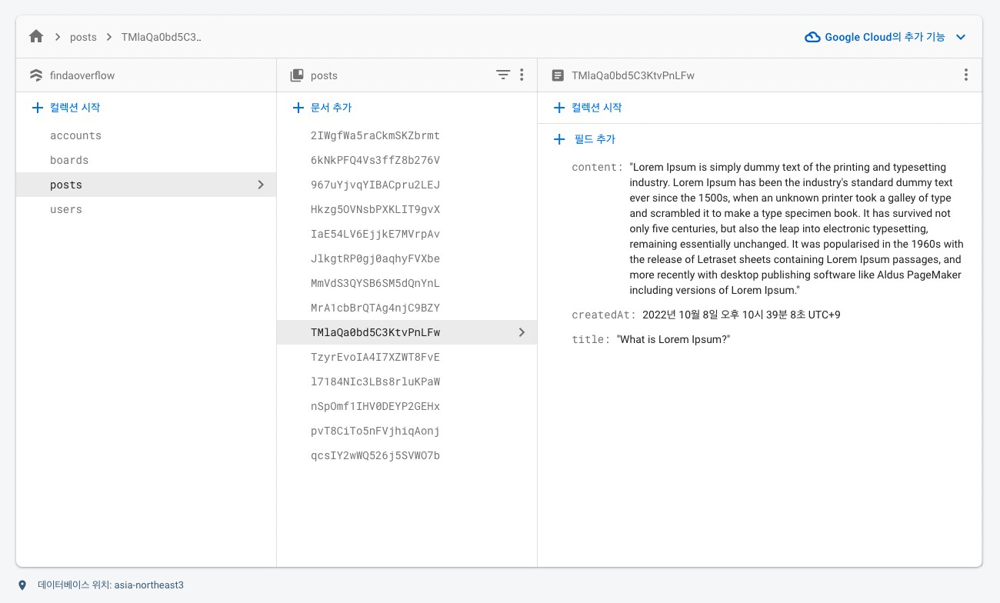 posts
TMlaQa0bd5C3..
Google Cloud의 추가 기능
findaoverflow
posts
TMlaQa0bd5C3KtvPnLFw
컬렉션 시작
accounts
boards
posts
users
문서 추가
2IWgfWa5raCkmSKZbrmt
6kNkPFQ4Vs3ffZ8b276V
967uYjvqYIBACpru2LEJ
Hkzg5OVNsbPXKLIT9gvX
IaE54LV6EjjkE7MVrpAv
JlkgtRP0gj0aqhyFVXbe
MmVdS3QYSB6SM5dQnYnL
MrA1cbBrQTAg4njC9BZY
TMlaQa0bd5C3KtvPnLFw
TzyrEvoIA4I7XZWT8FvE
l7184NIc3LBs8rluKPaW
nSpOmf1IHV0DEYP2GEHx
pvT8CiTo5nFVjhiqAonj
qcsIY2wWQ526j5SVWO7b
컬렉션 시작
필드 추가
content: "Lorem Ipsum is simply dummy text of the printing and typesetting
industry. Lorem Ipsum has been the industry's standard dummy text
ever since the 1500s, when an unknown printer took a galley of type
and scrambled it to make a type specimen book. It has survived not
only five centuries, but also the leap into electronic typesetting,
remaining essentially unchanged. It was popularised in the 1960s with
the release of Letraset sheets containing Lorem Ipsum passages, and
more recently with desktop publishing software like Aldus PageMaker
including versions of Lorem Ipsum."
createdAt: 2022년 10월 8일 오후 10시 39분 8초 UTC+9
title: "What is Lorem Ipsum?"
데이터베이스 위치: asia-northeast3